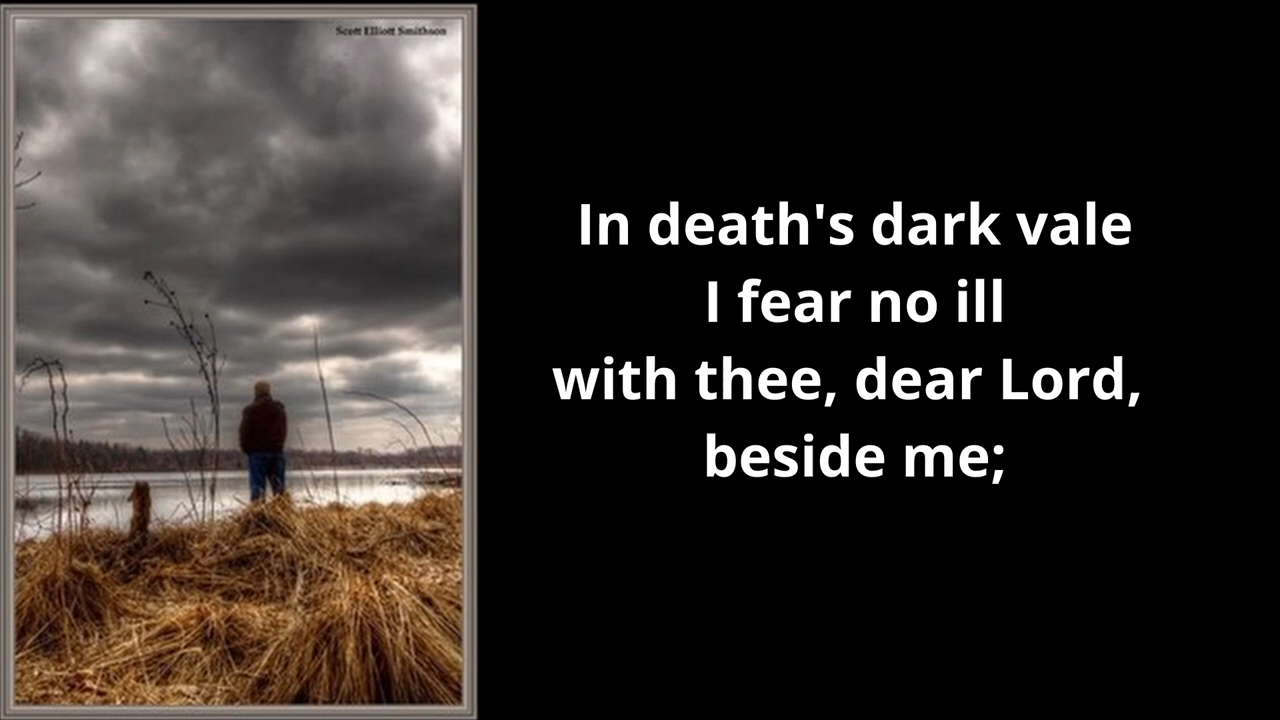 Scott Elliott Smithson
In death's dark vale
I fear no ill
with thee, dear Lord,
beside me;